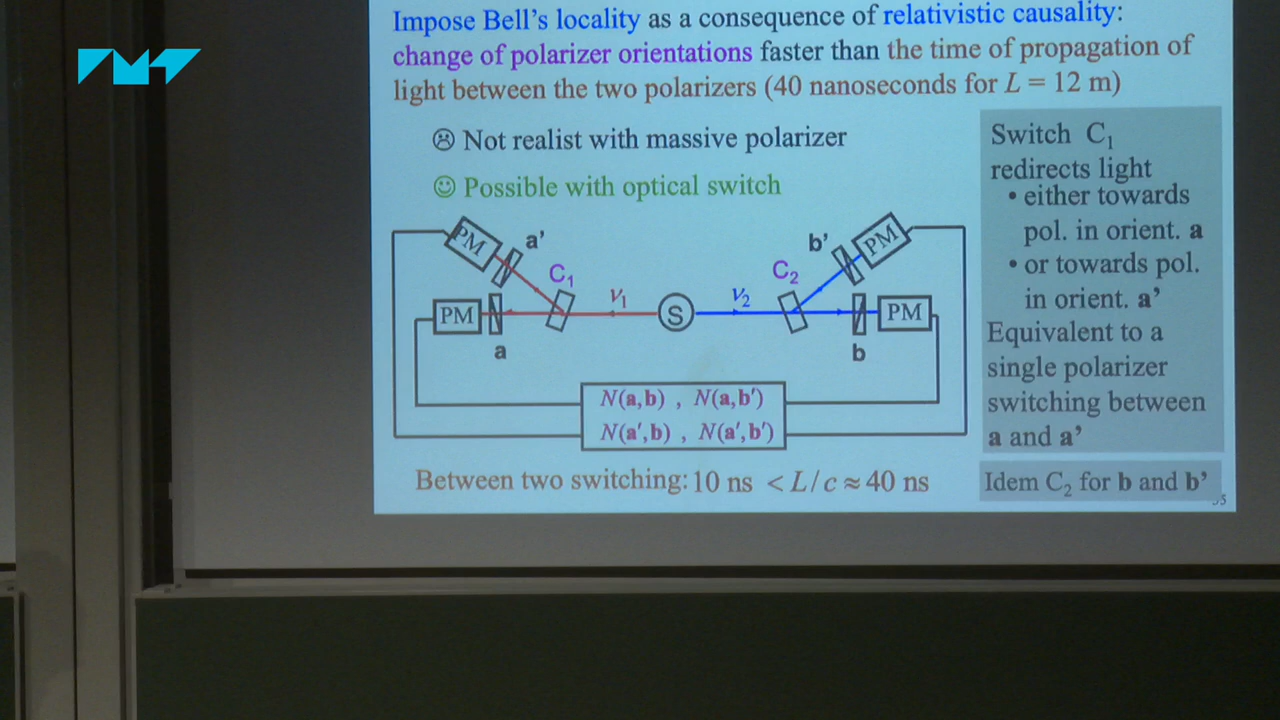 Impose Bell's locality as a consequence of relativistic causality:
change of polarizer orientations faster than the time of propagation of
light between the two polarizers (40 nanoseconds for L = 12 m)
☹ Not realist with massive polarizer
☺ Possible with optical switch
Switch C₁
redirects light
• either towards
pol. in orient. a
• or towards pol.
in orient. a'
Equivalent to a
single polarizer
switching between
a and a'
PM a' b' PM
C₁ C₂
PM ν₁ S ν₂ PM
a b
N(a,b) , N(a,b')
N(a',b) , N(a',b')
Between two switching: 10 ns < L/c ≈ 40 ns
Idem C₂ for b and b'